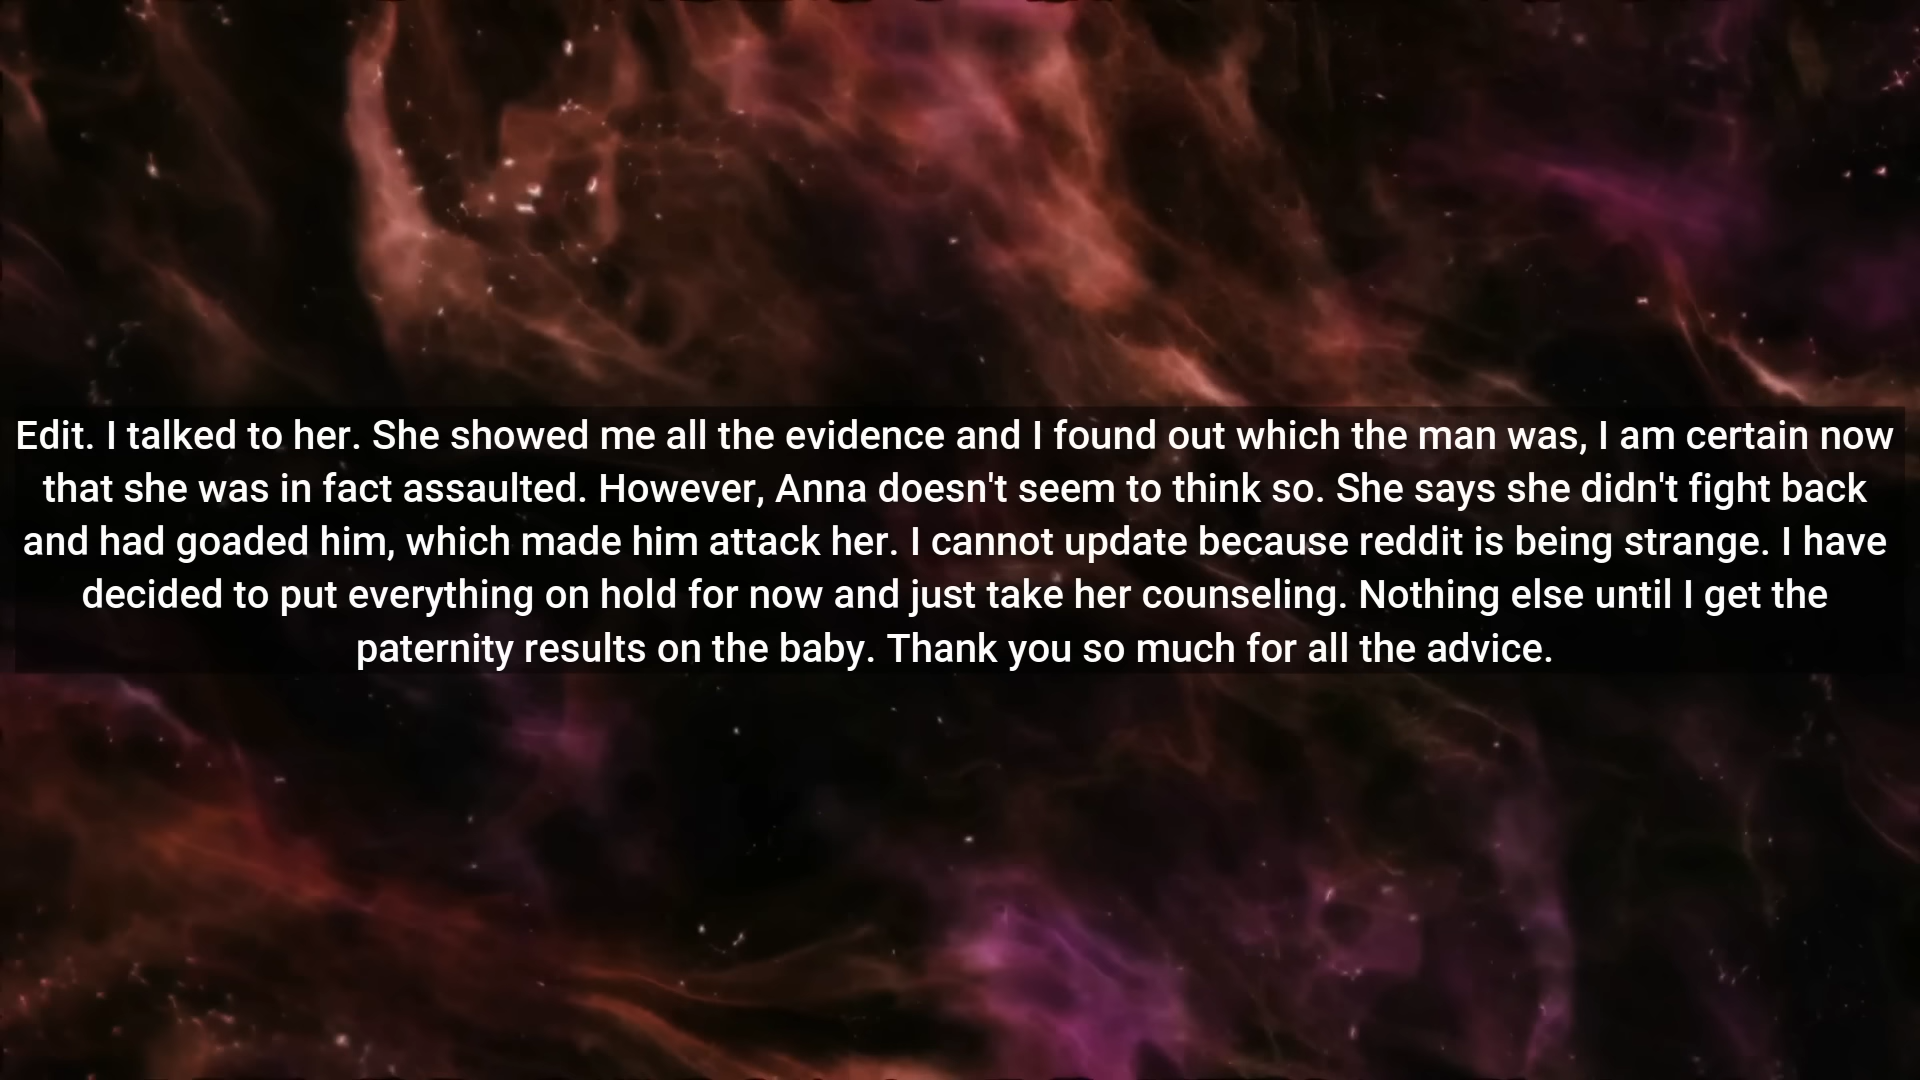 Edit. I talked to her. She showed me all the evidence and I found out which the man was, I am certain now
that she was in fact assaulted. However, Anna doesn't seem to think so. She says she didn't fight back
and had goaded him, which made him attack her. I cannot update because reddit is being strange. I have
decided to put everything on hold for now and just take her counseling. Nothing else until I get the
paternity results on the baby. Thank you so much for all the advice.